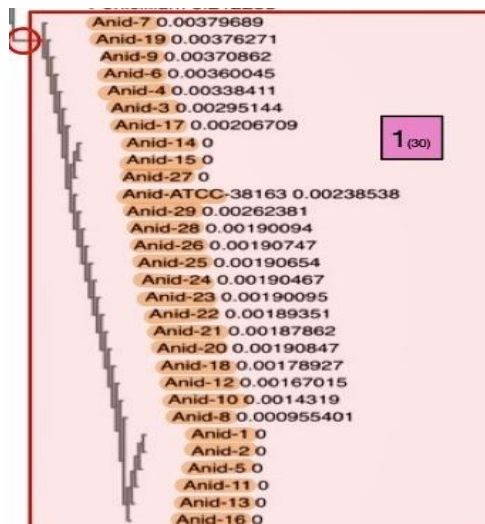 Anid-7 0.00379689
Anid-19 0.00376271
Anid-9 0.00370862
Anid-6 0.00360045
Anid-4 0.00338411
Anid-3 0.00295144
Anid-17 0.00206709
1 (30)
Anid-14 0
Anid-15 0
Anid-27 0
Anid-ATCC-38163 0.00238538
Anid-29 0.00262381
Anid-28 0.00190094
Anid-26 0.00190747
Anid-25 0.00190654
Anid-24 0.00190467
Anid-23 0.00190095
Anid-22 0.00189351
Anid-21 0.00187862
Anid-20 0.00190847
Anid-18 0.00178927
Anid-12 0.00167015
Anid-10 0.0014319
Anid-8 0.000955401
Anid-1 0
Anid-2 0
Anid-5 0
Anid-11 0
Anid-13 0
Anid-16 0